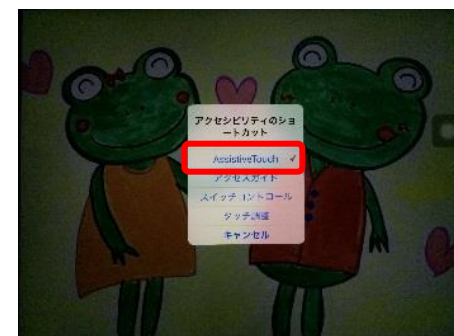 アクセシビリティのショ
ートカット
AssistiveTouch ✓
アクセスガイド
スイッチコントロール
タッチ調整
キャンセル